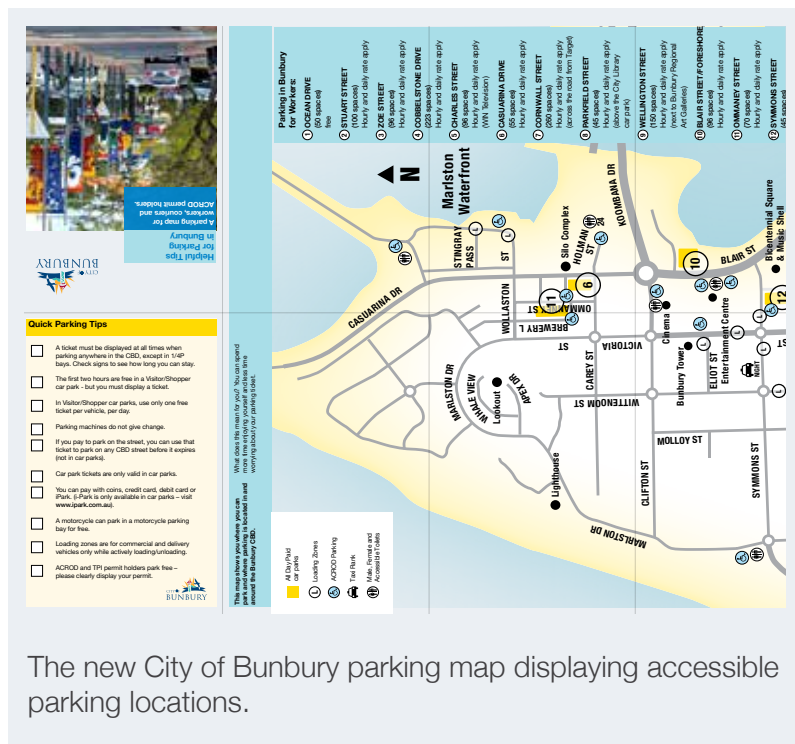 Helpful Tips
for Parking
in Bunbury
A parking map for
workers, couriers and
ACROD permit holders.
CITY OF
BUNBURY
Quick Parking Tips
A ticket must be displayed at all times when
parking anywhere in the CBD, except in 1/4P
bays. Check signs to see how long you can stay.
The first two hours are free in a Visitor/Shopper
car park - but you must display a ticket.
In Visitor/Shopper car parks, use only one free
ticket per vehicle, per day.
Parking machines do not give change.
If you pay to park on the street, you can use that
ticket to park on any CBD street before it expires
(not in car parks).
Car park tickets are only valid in car parks.
You can pay with coins, credit card, debit card or
iPark. (i-Park is only available in car parks – visit
www.ipark.com.au).
A motorcycle can park in a motorcycle parking
bay for free.
Loading zones are for commercial and delivery
vehicles only while actively loading/unloading.
ACROD and TPI permit holders park free –
please clearly display your permit.
CITY OF
BUNBURY
This map shows you where you can
park and where parking is located in and
around the Bunbury CBD.
What does this mean for you? You can spend
more time enjoying yourself and less time
worrying about your parking ticket.
Parking in Bunbury
for Workers:
1 OCEAN DRIVE
(50 spaces)
free
2 STUART STREET
(100 spaces)
Hourly and daily rate apply
3 ZOE STREET
(96 spaces)
Hourly and daily rate apply
4 COBBLESTONE DRIVE
(223 spaces)
Hourly and daily rate apply
5 CHARLES STREET
(96 spaces)
Hourly and daily rate apply
(WIN Television)
6 CASUARINA DRIVE
(65 spaces)
Hourly and daily rate apply
7 CORNWALL STREET
(260 spaces)
Hourly and daily rate apply
(across the road from Target)
8 PARKFIELD STREET
(45 spaces)
Hourly and daily rate apply
(above the City Library
car park)
9 WELLINGTON STREET
(150 spaces)
Hourly and daily rate apply
(next to Bunbury Regional
Art Galleries)
10 BLAIR STREET/FORESHORE
(96 spaces)
Hourly and daily rate apply
11 OMMANEY STREET
(70 spaces)
Hourly and daily rate apply
12 SYMMONS STREET
(45 spaces)
N
Marlston
Waterfront
CASUARINA DR
STINGRAY
PASS
ST
WOLLASTON
Silo Complex
HOLMAN
ST
24
KOOMBANA DR
BLAIR ST
Bicentennial Square
& Music Shell
11
6
10
12
OMMANEY ST
BREWERY L
ST
VICTORIA
Cinema
Entertainment Centre
ELIOT ST
Bunbury Tower
NIGHT
ST
CAREY ST
WITTENOOM ST
MARLSTON DR
WHALE VIEW
Lookout
APEX DR
Lighthouse
MOLLOY ST
CLIFTON ST
SYMMONS ST
MARLSTON DR
All Day Paid
car parks
L Loading Zones
ACROD Parking
Taxi Rank
Male, Female and
Accessible Toilets
L
L
L
L
L
L
L
The new City of Bunbury parking map displaying accessible
parking locations.